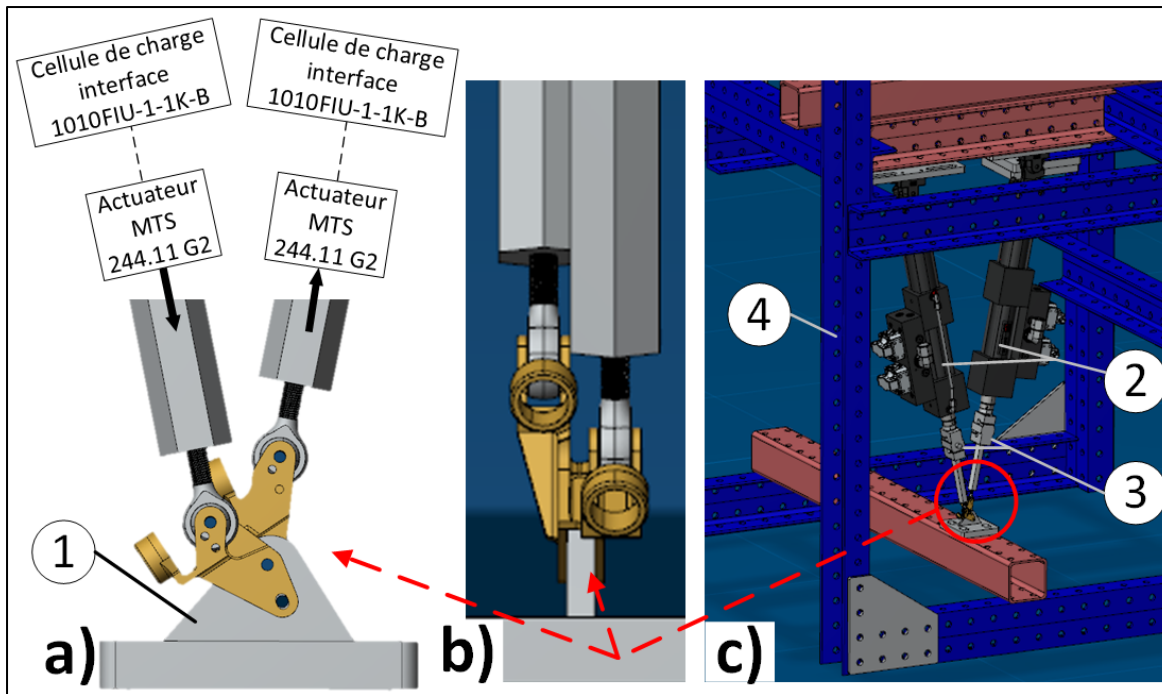 Cellule de charge
interface
1010FIU-1-1K-B
Cellule de charge
interface
1010FIU-1-1K-B
Actuateur
MTS
244.11 G2
Actuateur
MTS
244.11 G2
1
2
3
4
a)
b)
c)